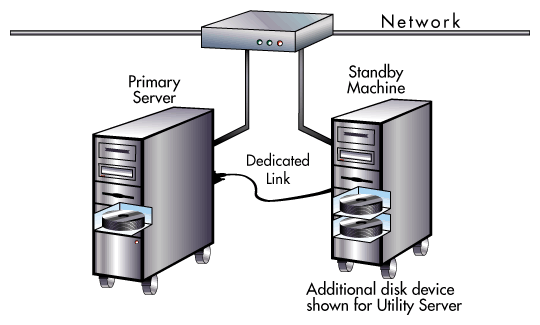 Network
Primary
Server
Standby
Machine
Dedicated
Link
Additional disk device
shown for Utility Server